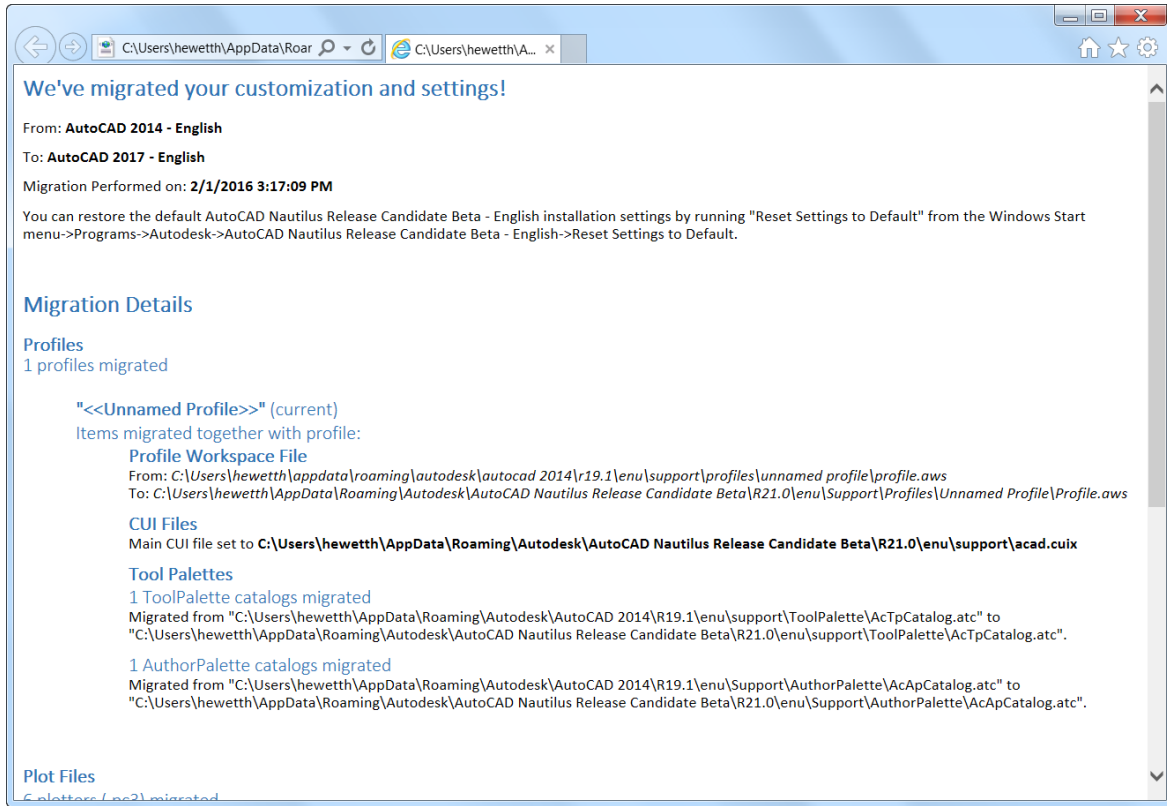 C:\Users\hewetth\AppData\Roar
C:\Users\hewetth\A...
We've migrated your customization and settings!
From: AutoCAD 2014 - English
To: AutoCAD 2017 - English
Migration Performed on: 2/1/2016 3:17:09 PM
You can restore the default AutoCAD Nautilus Release Candidate Beta - English installation settings by running "Reset Settings to Default" from the Windows Start
menu->Programs->Autodesk->AutoCAD Nautilus Release Candidate Beta - English->Reset Settings to Default.
Migration Details
Profiles
1 profiles migrated
"<<Unnamed Profile>>" (current)
Items migrated together with profile:
Profile Workspace File
From: C:\Users\hewetth\appdata\roaming\autodesk\autocad 2014\r19.1\enu\support\profiles\unnamed profile\profile.aws
To: C:\Users\hewetth\AppData\Roaming\Autodesk\AutoCAD Nautilus Release Candidate Beta\R21.0\enu\Support\Profiles\Unnamed Profile\Profile.aws
CUI Files
Main CUI file set to C:\Users\hewetth\AppData\Roaming\Autodesk\AutoCAD Nautilus Release Candidate Beta\R21.0\enu\support\acad.cuix
Tool Palettes
1 ToolPalette catalogs migrated
Migrated from "C:\Users\hewetth\AppData\Roaming\Autodesk\AutoCAD 2014\R19.1\enu\support\ToolPalette\AcTpCatalog.atc" to
"C:\Users\hewetth\AppData\Roaming\Autodesk\AutoCAD Nautilus Release Candidate Beta\R21.0\enu\support\ToolPalette\AcTpCatalog.atc".
1 AuthorPalette catalogs migrated
Migrated from "C:\Users\hewetth\AppData\Roaming\Autodesk\AutoCAD 2014\R19.1\enu\Support\AuthorPalette\AcApCatalog.atc" to
"C:\Users\hewetth\AppData\Roaming\Autodesk\AutoCAD Nautilus Release Candidate Beta\R21.0\enu\Support\AuthorPalette\AcApCatalog.atc".
Plot Files
6 plotters (.pc3) migrated